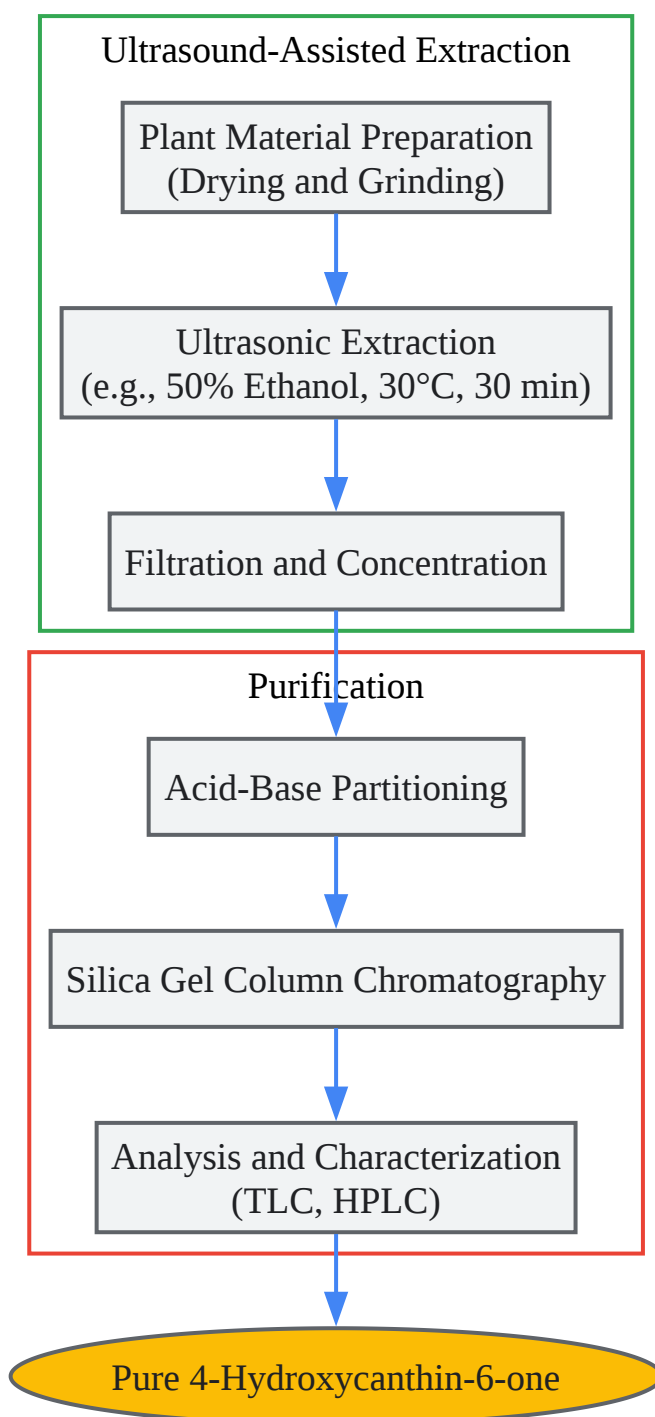 Ultrasound-Assisted Extraction
Plant Material Preparation
(Drying and Grinding)
Ultrasonic Extraction
(e.g., 50% Ethanol, 30°C, 30 min)
Filtration and Concentration
Purification
Acid-Base Partitioning
Silica Gel Column Chromatography
Analysis and Characterization
(TLC, HPLC)
Pure 4-Hydroxycanthin-6-one